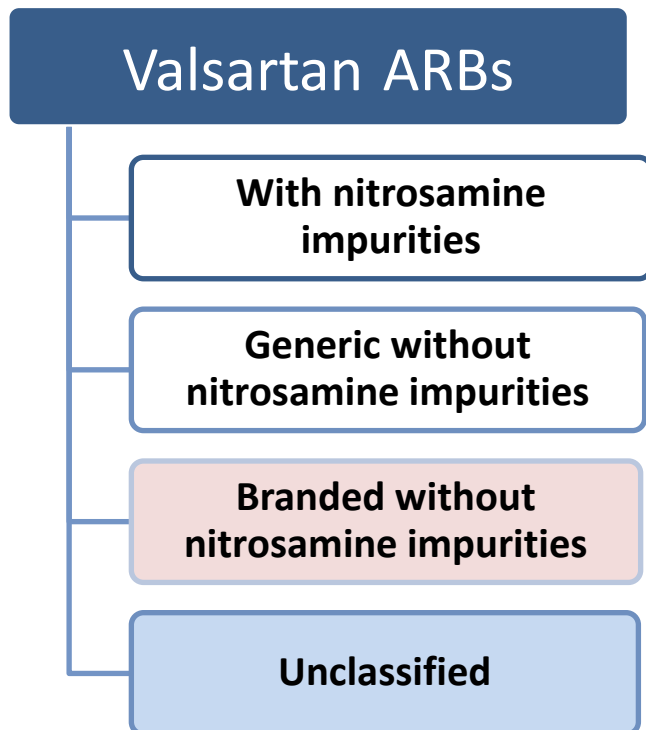 Valsartan ARBs
With nitrosamine
impurities
Generic without
nitrosamine impurities
Branded without
nitrosamine impurities
Unclassified